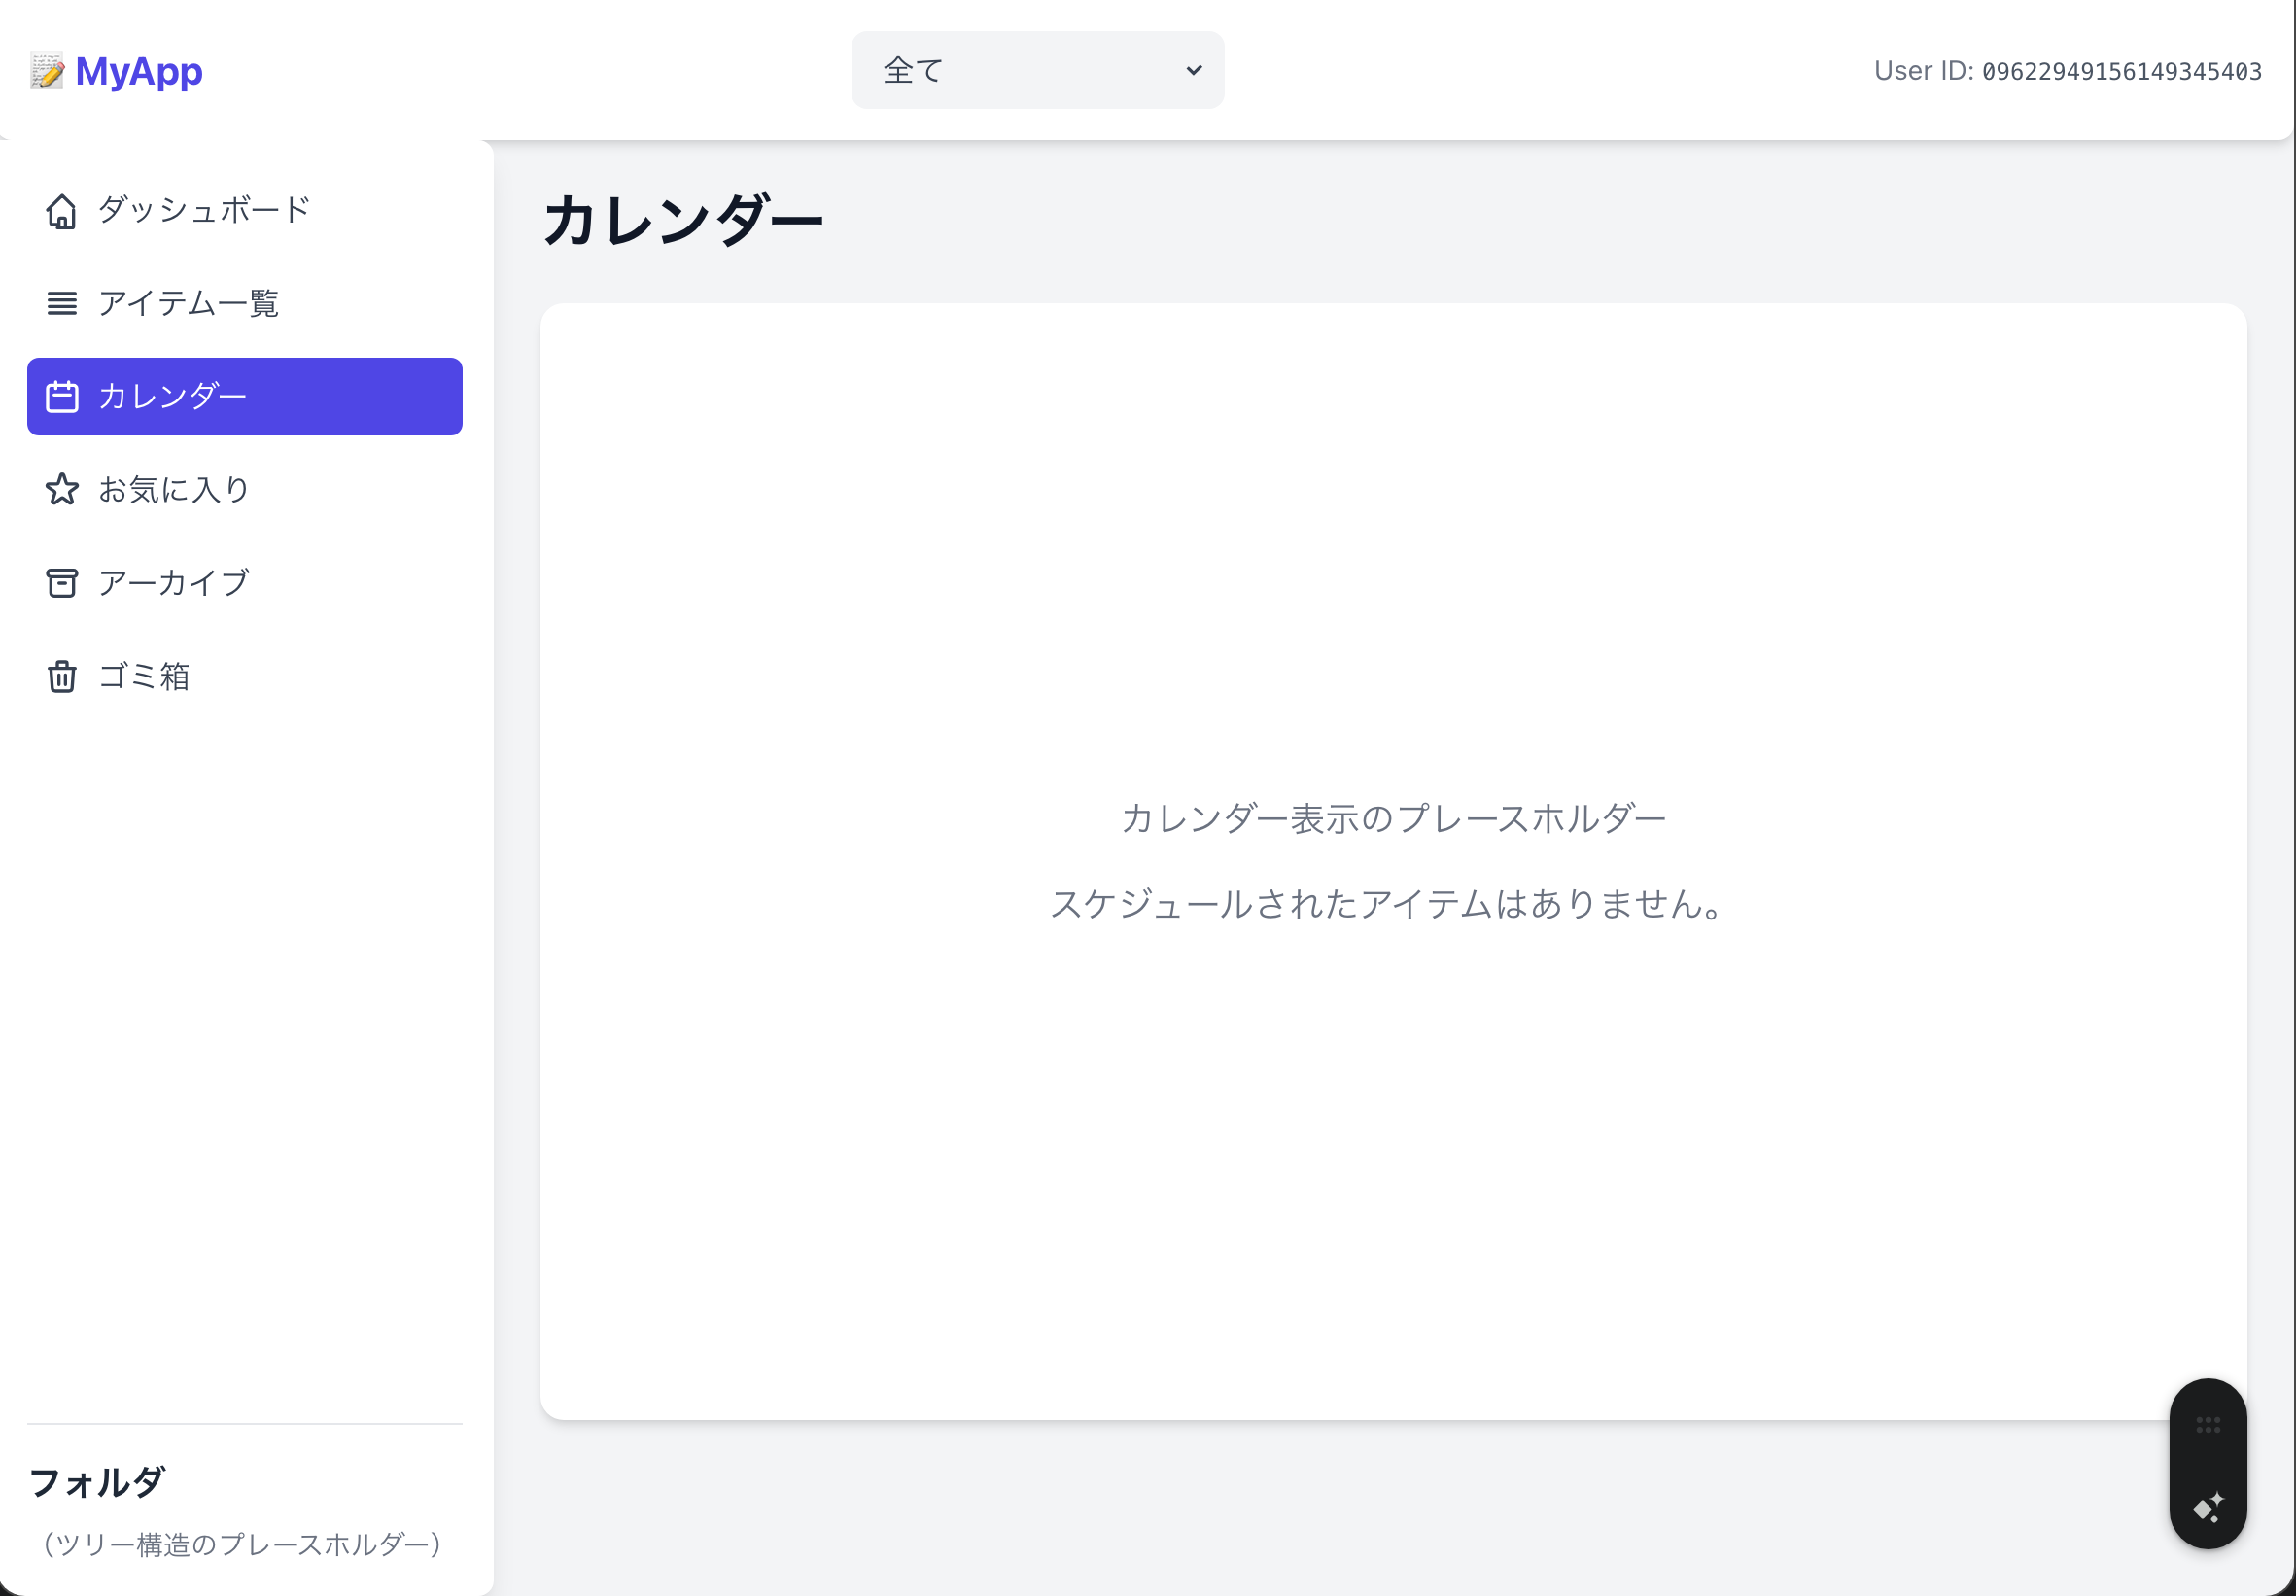 MyApp
全て
User ID: 09622949156149345403
ダッシュボード
アイテム一覧
カレンダー
お気に入り
アーカイブ
ゴミ箱
フォルダ
（ツリー構造のプレースホルダー）
カレンダー
カレンダー表示のプレースホルダー
スケジュールされたアイテムはありません。